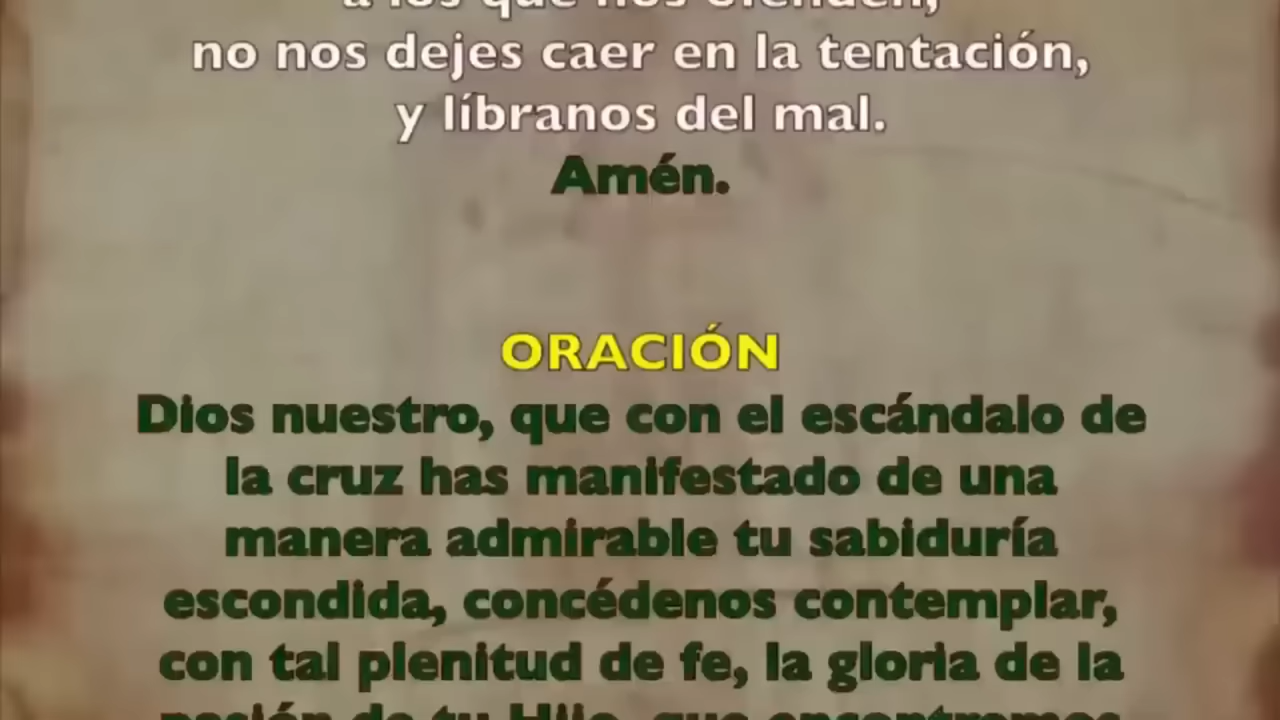 a los que nos ofenden,
no nos dejes caer en la tentación,
y líbranos del mal.
Amén.
ORACIÓN
Dios nuestro, que con el escándalo de
la cruz has manifestado de una
manera admirable tu sabiduría
escondida, concédenos contemplar,
con tal plenitud de fe, la gloria de la
pasión de tu Hijo, que encontremos